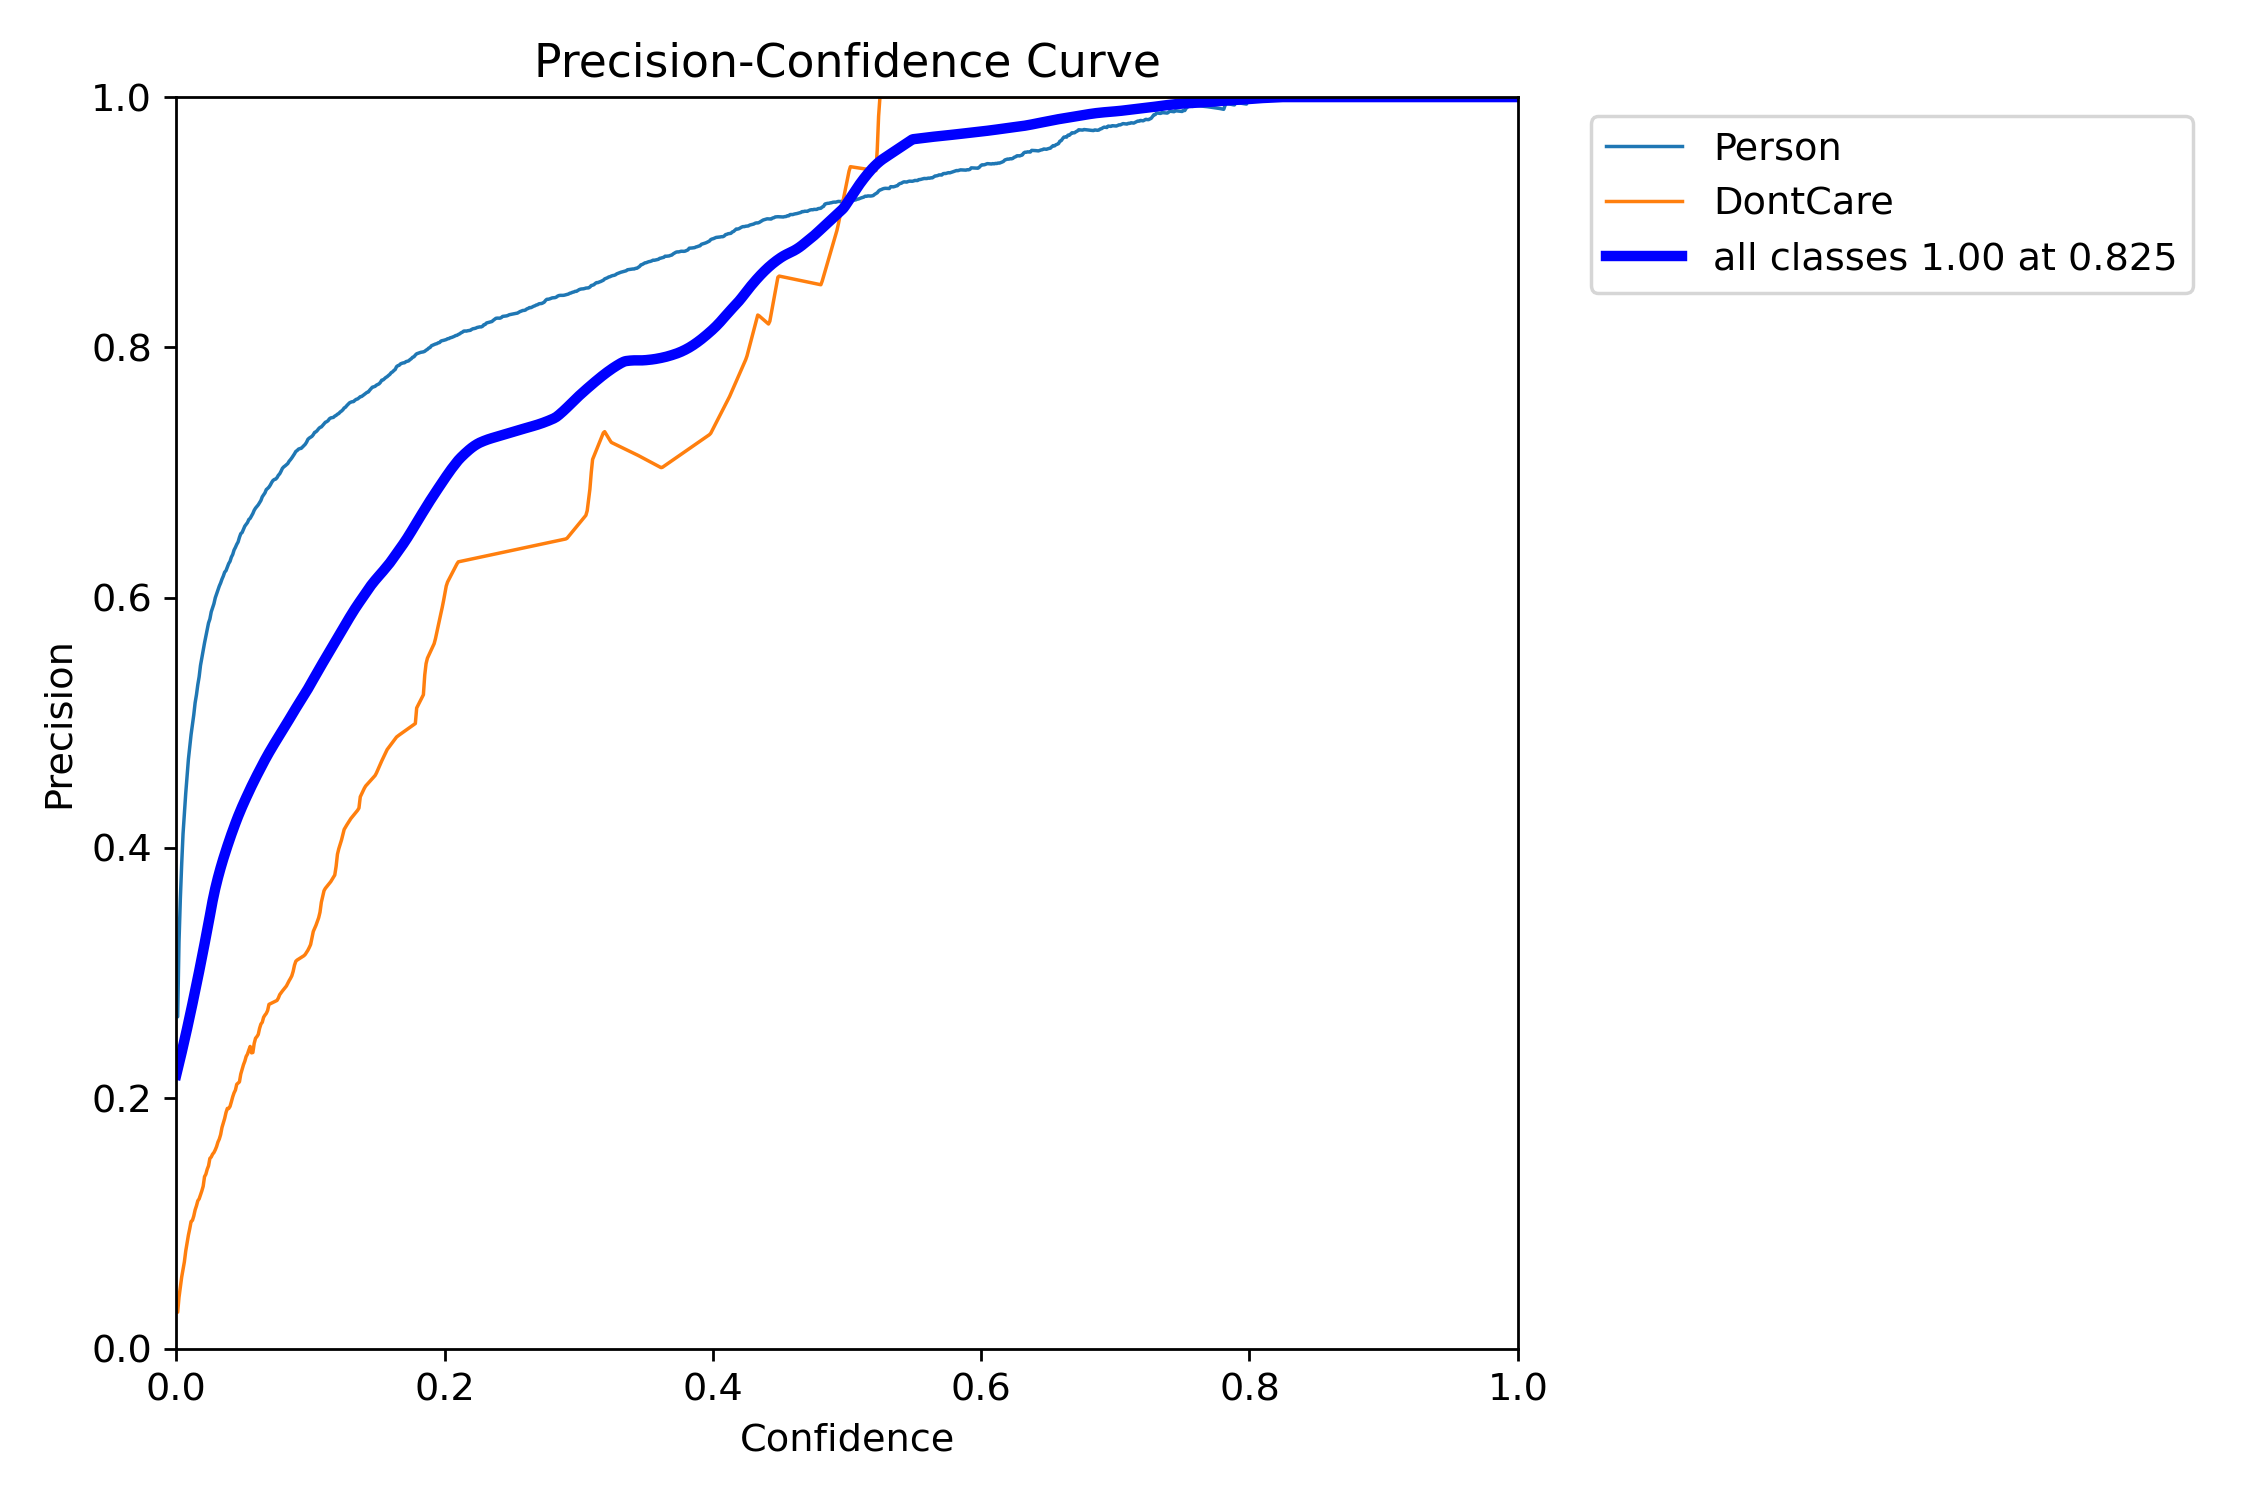 Precision-Confidence Curve
1.0
0.8
0.6
0.4
0.2
0.0
Precision
0.0 0.2 0.4 0.6 0.8 1.0
Confidence
Person
DontCare
all classes 1.00 at 0.825